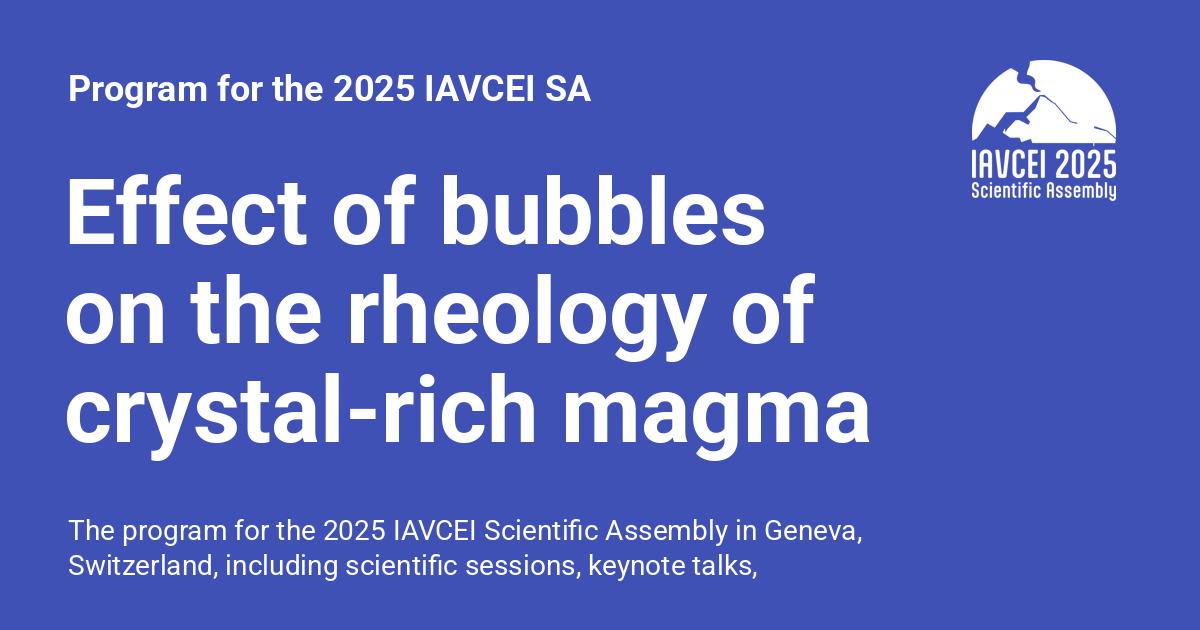 Program for the 2025 IAVCEI SA
IAVCEI 2025
Scientific Assembly
Effect of bubbles
on the rheology of
crystal-rich magma
The program for the 2025 IAVCEI Scientific Assembly in Geneva,
Switzerland, including scientific sessions, keynote talks,